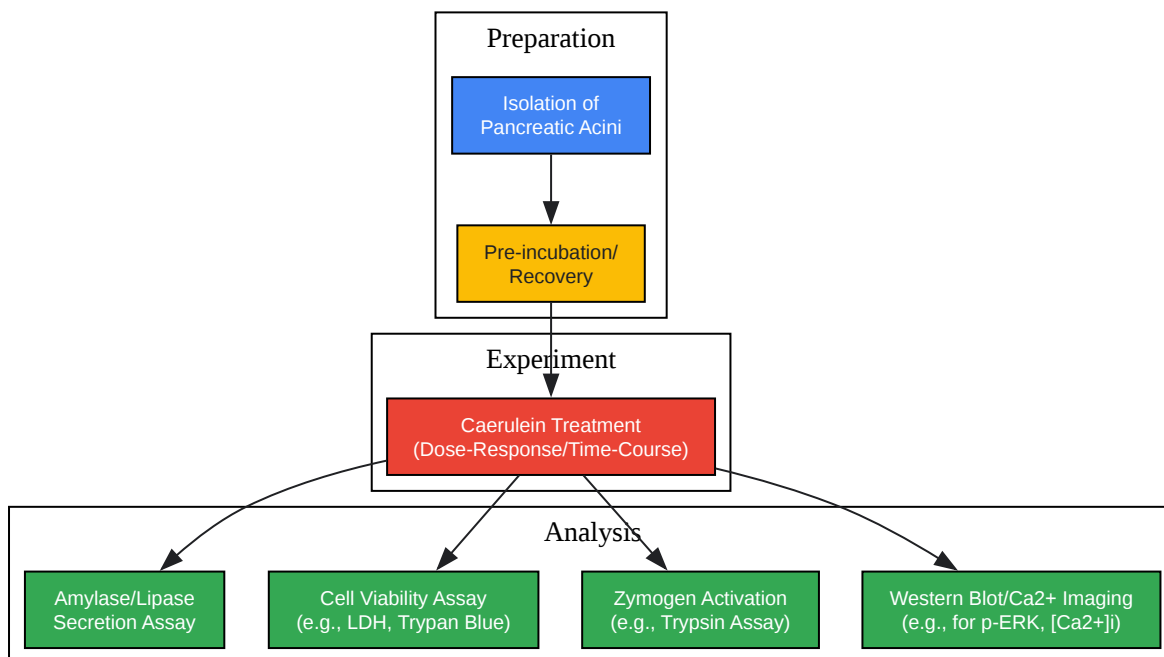 Preparation
Isolation of
Pancreatic Acini
Pre-incubation/
Recovery
Experiment
Caerulein Treatment
(Dose-Response/Time-Course)
Analysis
Amylase/Lipase
Secretion Assay
Cell Viability Assay
(e.g., LDH, Trypan Blue)
Zymogen Activation
(e.g., Trypsin Assay)
Western Blot/Ca2+ Imaging
(e.g., for p-ERK, [Ca2+]i)